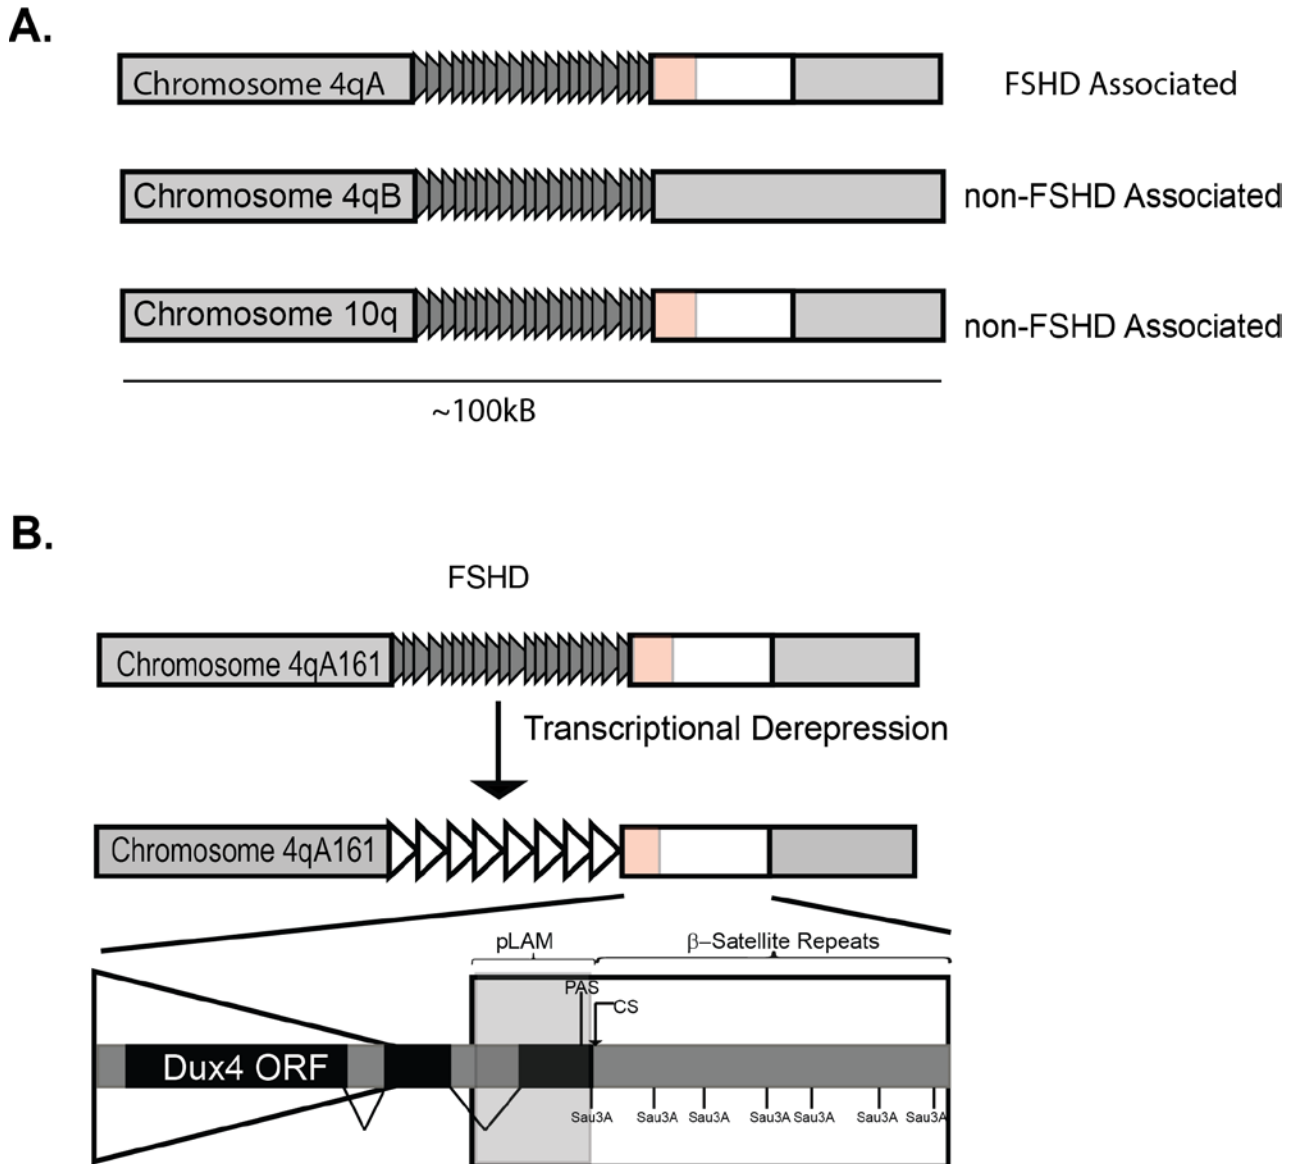 A.
Chromosome 4qA
FSHD Associated
Chromosome 4qB
non-FSHD Associated
Chromosome 10q
non-FSHD Associated
~100kB
B.
FSHD
Chromosome 4qA161
Transcriptional Derepression
Chromosome 4qA161
pLAM
β–Satellite Repeats
PAS
CS
Dux4 ORF
Sau3A Sau3A Sau3A Sau3A Sau3A Sau3A Sau3A